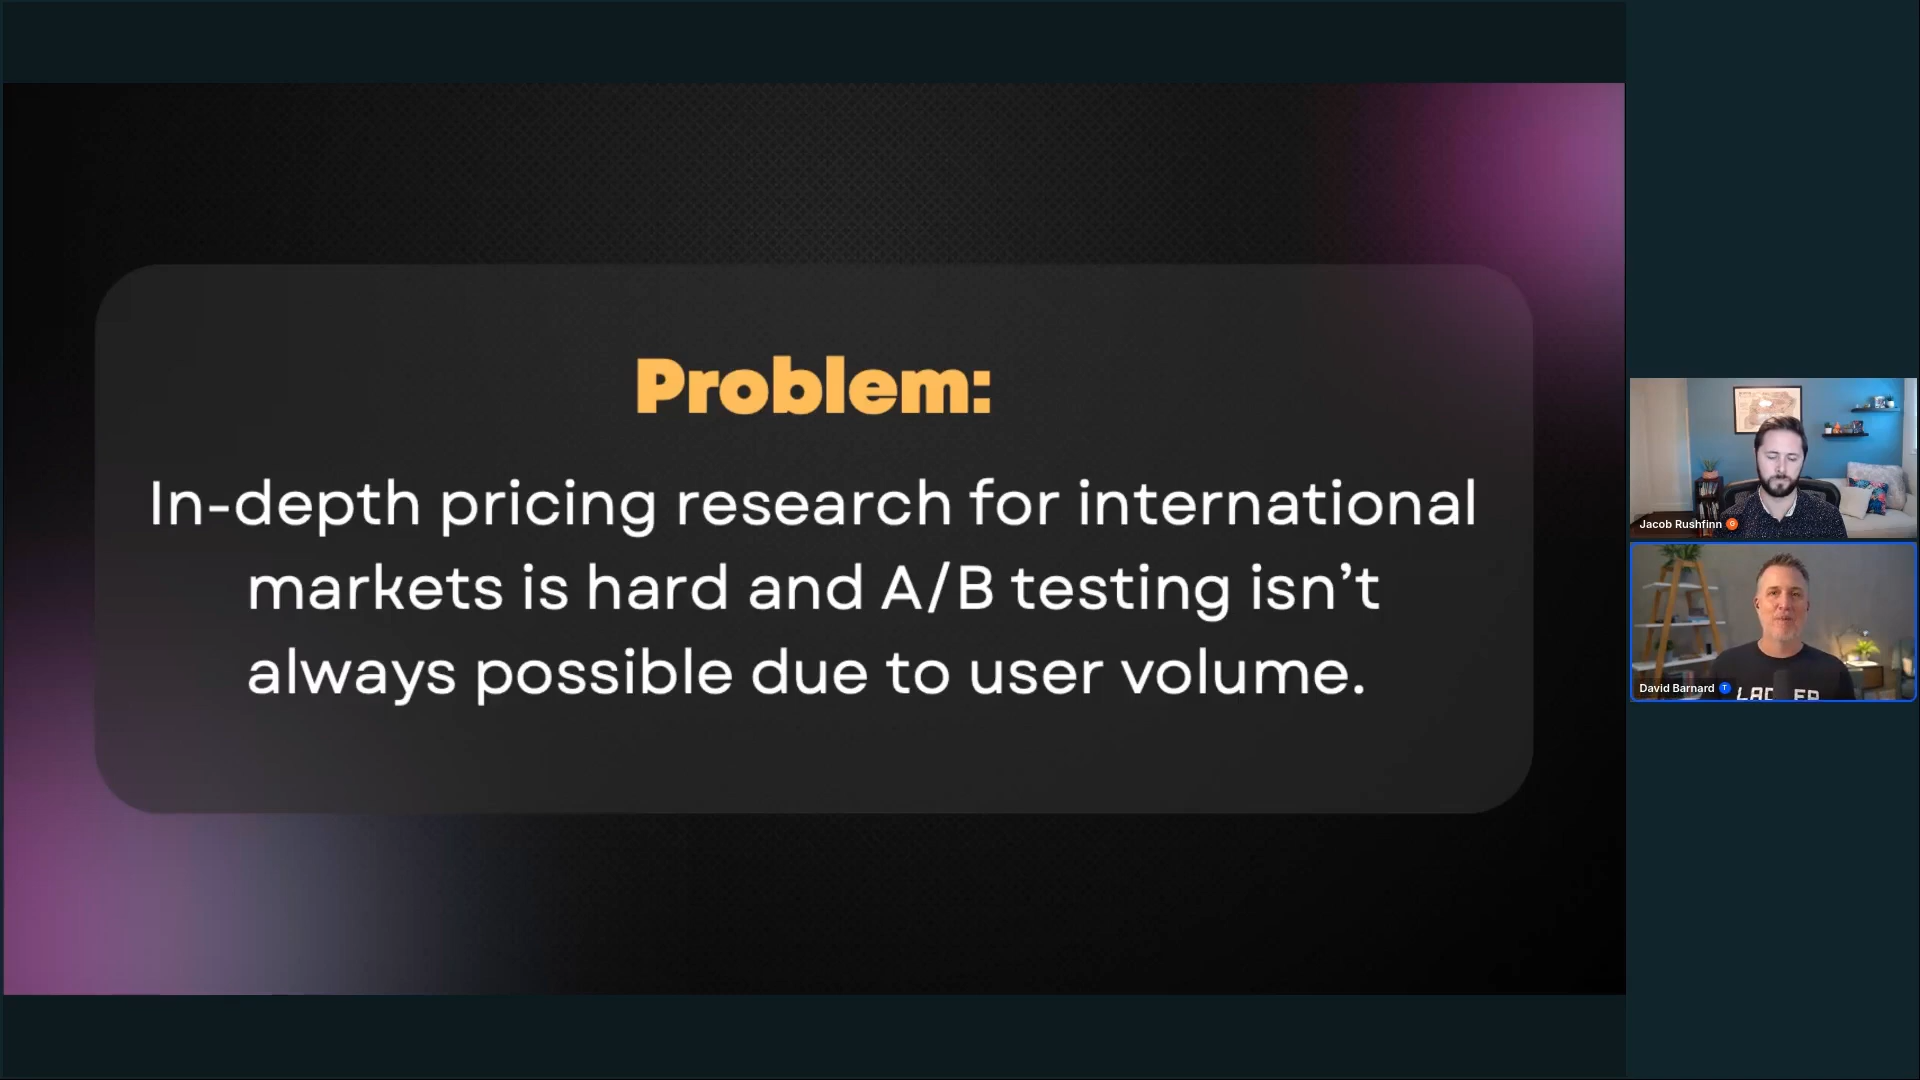 Problem:
In-depth pricing research for international
markets is hard and A/B testing isn’t
always possible due to user volume.
Jacob Rushfinn
David Barnard